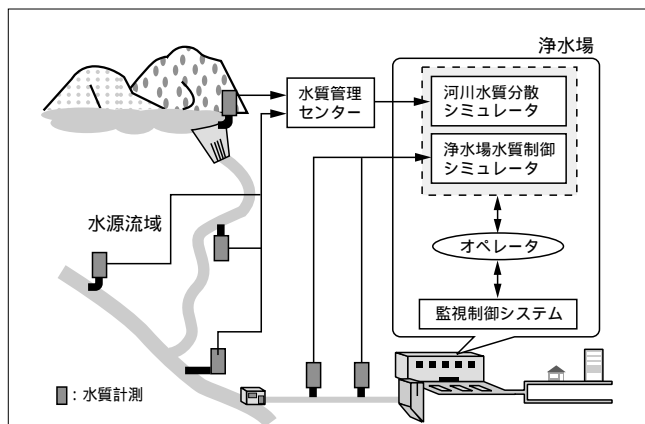 浄水場
水質管理
センター
河川水質分散
シミュレータ
浄水場水質制御
シミュレータ
水源流域
オペレータ
監視制御システム
：水質計測